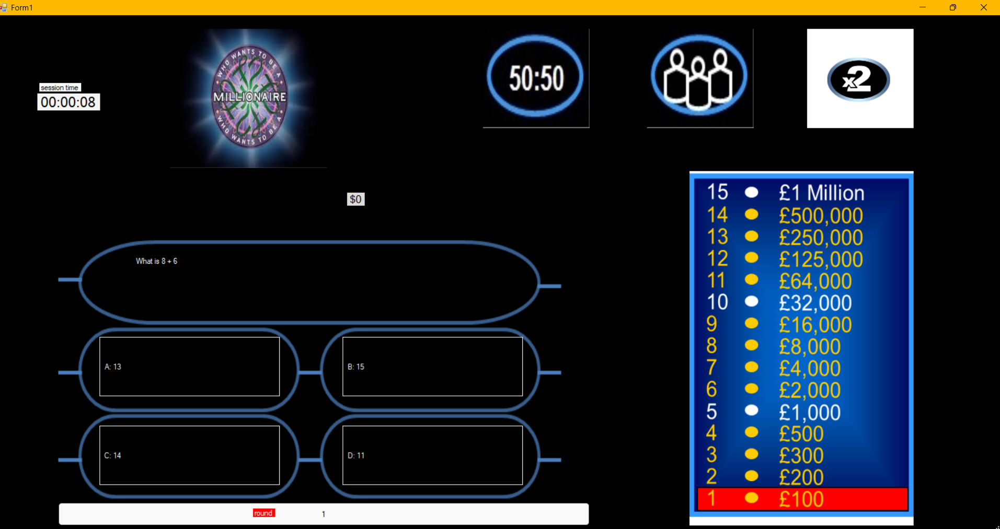 Form1
session time
00:00:08
WHO WANTS TO BE A
MILLIONAIRE
WHO WANTS TO BE A
50:50
x2
$0
What is 8 + 6
A: 13
B: 15
C: 14
D: 11
round 1
15 £1 Million
14 £500,000
13 £250,000
12 £125,000
11 £64,000
10 £32,000
9 £16,000
8 £8,000
7 £4,000
6 £2,000
5 £1,000
4 £500
3 £300
2 £200
1 £100